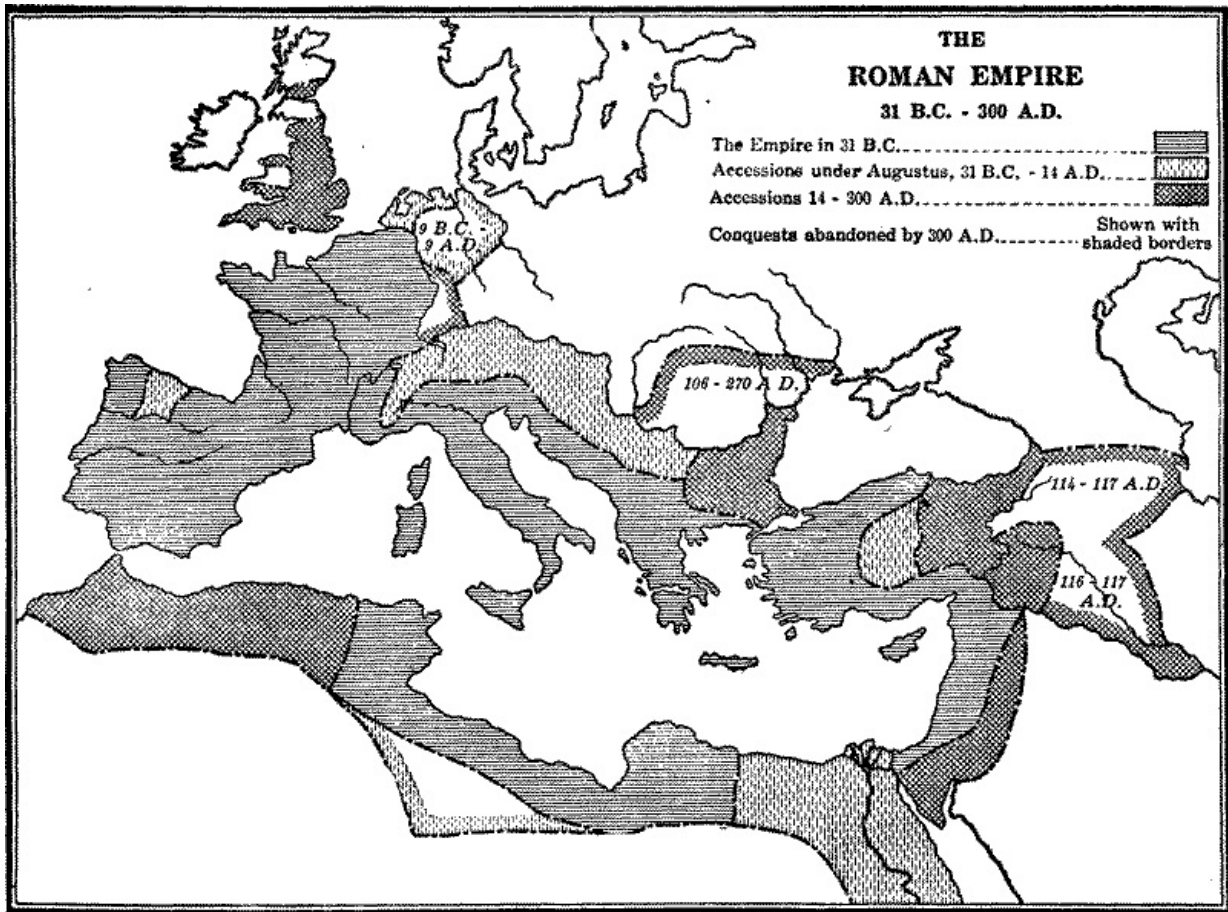 THE
ROMAN EMPIRE
31 B.C. - 300 A.D.
The Empire in 31 B.C.
Accessions under Augustus, 31 B.C. - 14 A.D.
Accessions 14 - 300 A.D.
Conquests abandoned by 300 A.D. Shown with
shaded borders
9 B.C. -
9 A.D.
106 - 270 A.D.
114 - 117 A.D.
116 - 117
A.D.